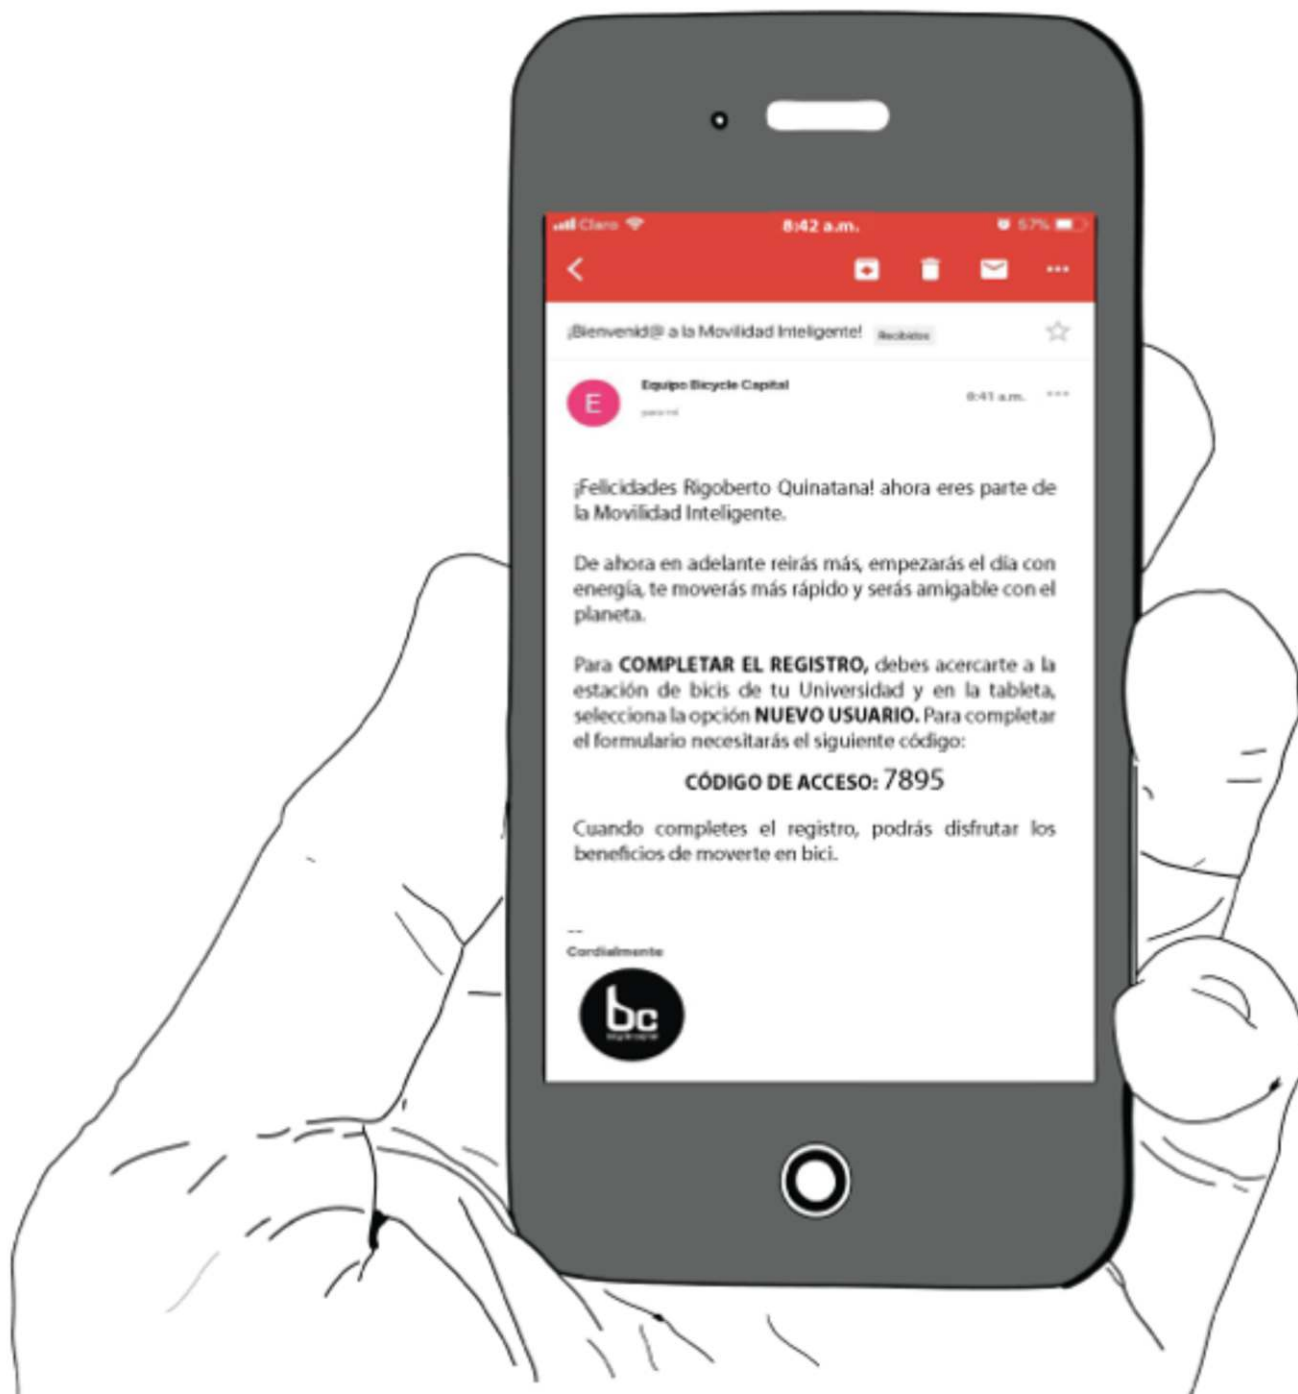 Claro 8:42 a.m. 57%
¡Bienvenid@ a la Movilidad Inteligente! Recibidos
E Equipo Bicycle Capital 8:41 a.m.
para mí
¡Felicidades Rigoberto Quinatana! ahora eres parte de
la Movilidad Inteligente.
De ahora en adelante reirás más, empezarás el día con
energía, te moverás más rápido y serás amigable con el
planeta.
Para COMPLETAR EL REGISTRO, debes acercarte a la
estación de bicis de tu Universidad y en la tableta,
selecciona la opción NUEVO USUARIO. Para completar
el formulario necesitarás el siguiente código:
CÓDIGO DE ACCESO: 7895
Cuando completes el registro, podrás disfrutar los
beneficios de moverte en bici.
--
Cordialmente
bc